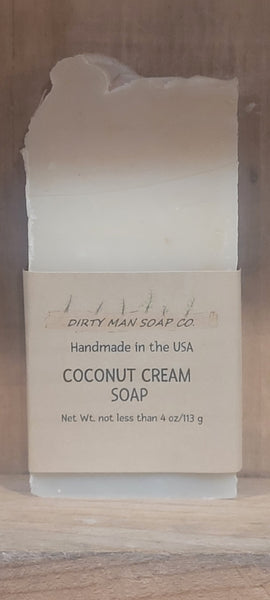 DIRTY MAN SOAP CO.
Handmade in the USA
COCONUT CREAM
SOAP
Net Wt. not less than 4 oz/113 g